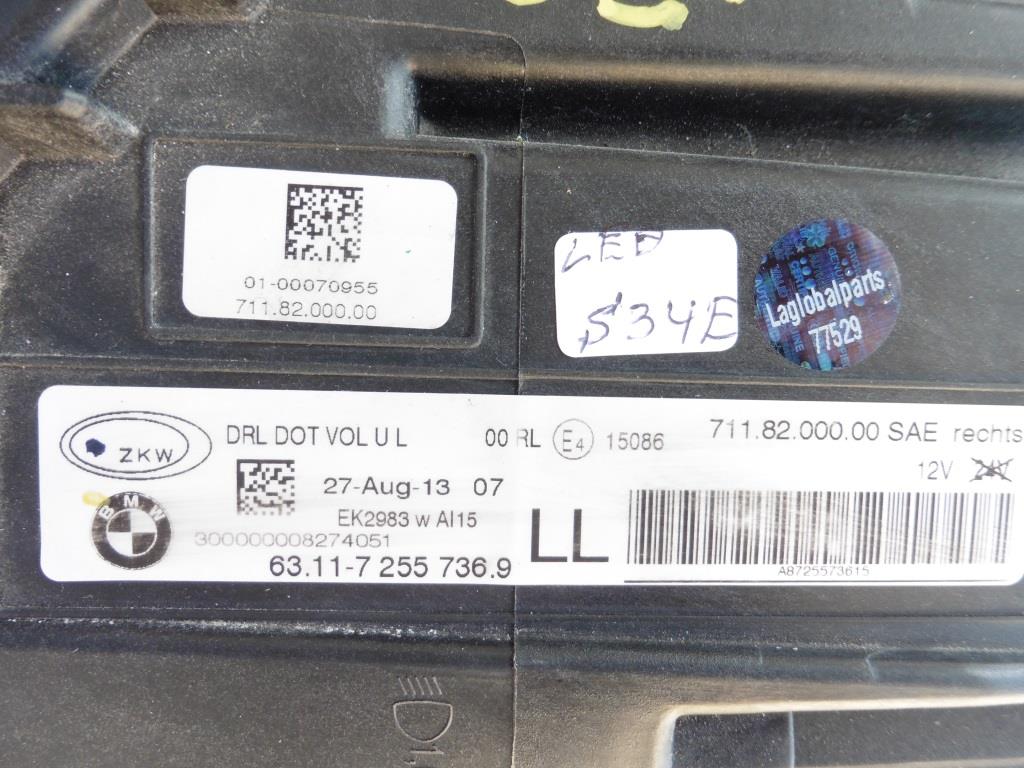 01-00070955
711.82.000.00
LED
S34E
Laglobalparts
77529
ZKW
DRL DOT VOL U L
00 RL E4 15086
711.82.000.00 SAE rechts
12V 24V
27-Aug-13 07
BMW
EK2983 w AI15
300000008274051
63.11-7 255 736.9
LL
A8725573615